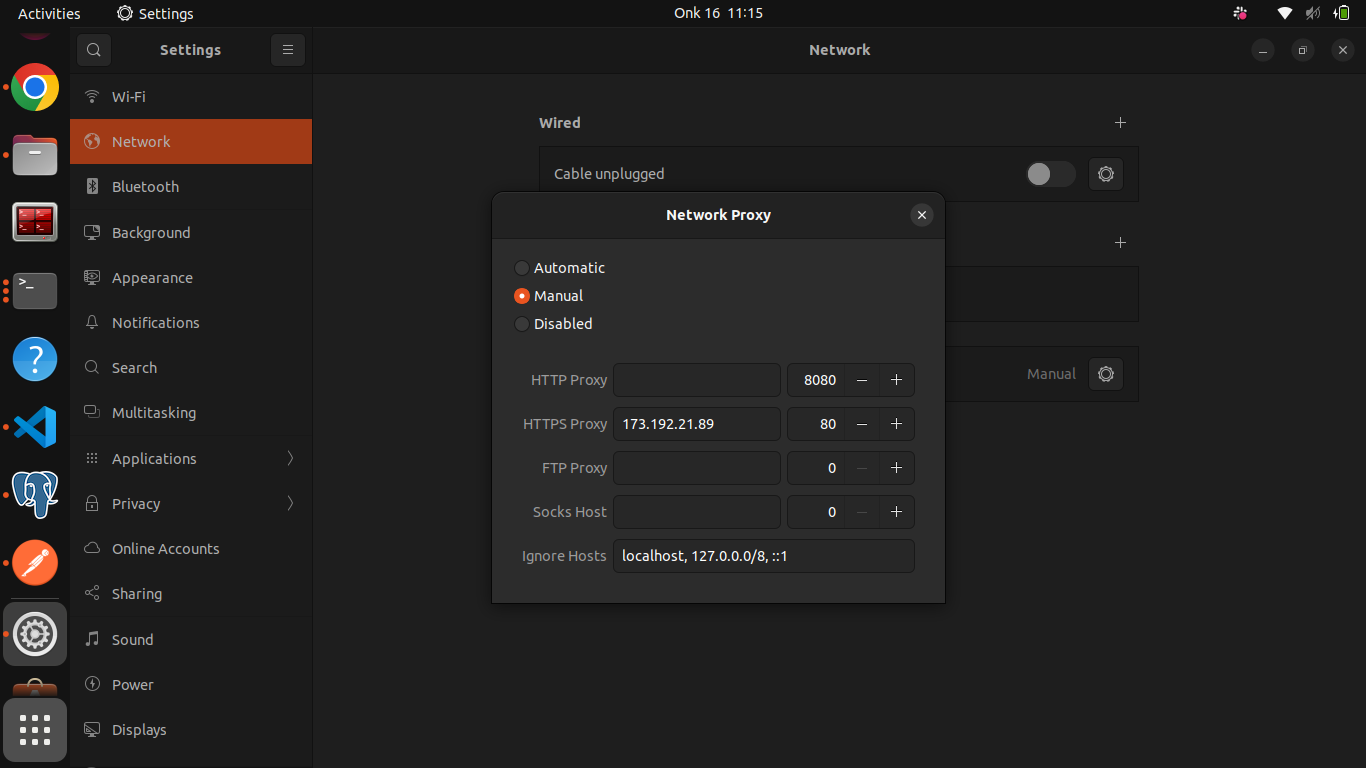 Activities
Settings
Onk 16 11:15
Settings
Network
Wi-Fi
Network
Bluetooth
Background
Appearance
Notifications
Search
Multitasking
Applications
Privacy
Online Accounts
Sharing
Sound
Power
Displays
Wired
Cable unplugged
Manual
Network Proxy
Automatic
Manual
Disabled
HTTP Proxy 8080
HTTPS Proxy 173.192.21.89 80
FTP Proxy 0
Socks Host 0
Ignore Hosts localhost, 127.0.0.0/8, ::1